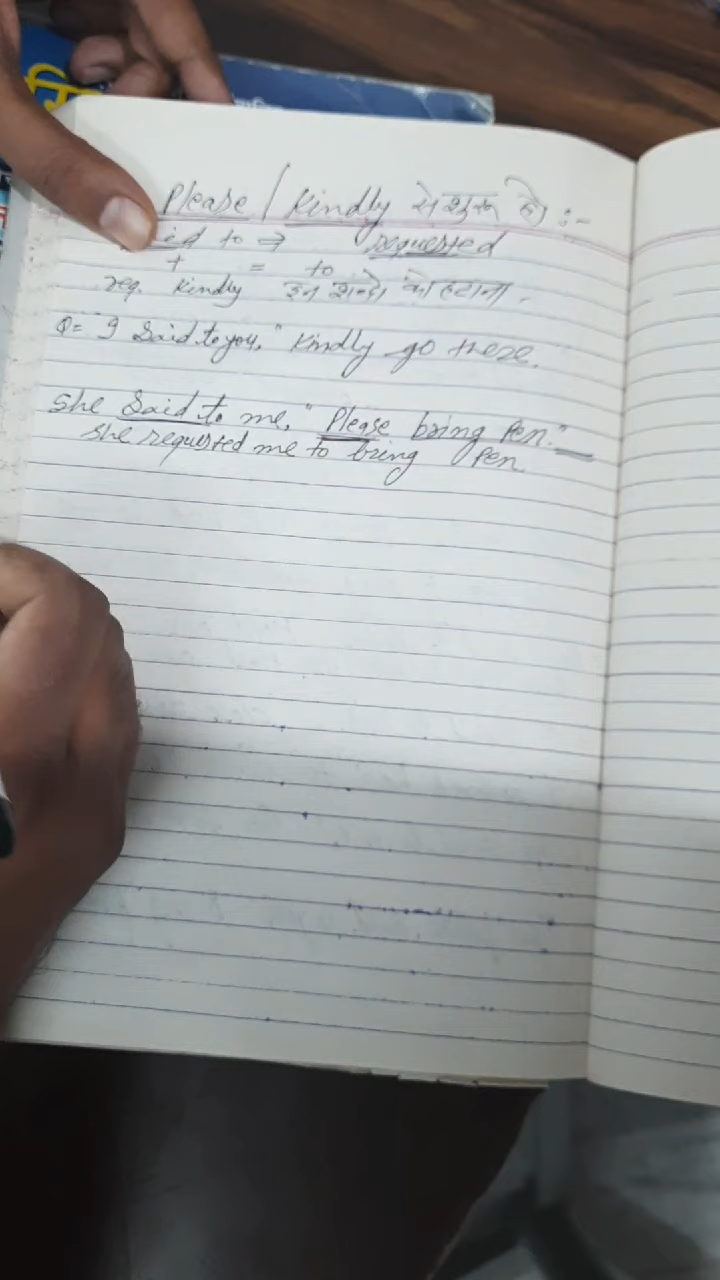 Please / Kindly से शुरू हो :-
to ⇒ requested
+ = to
req. kindly इन शब्दो को हटाना.
Q= I Said to you, "Kindly go there.
She Said to me, "Please bring Pen."
She requested me to bring Pen